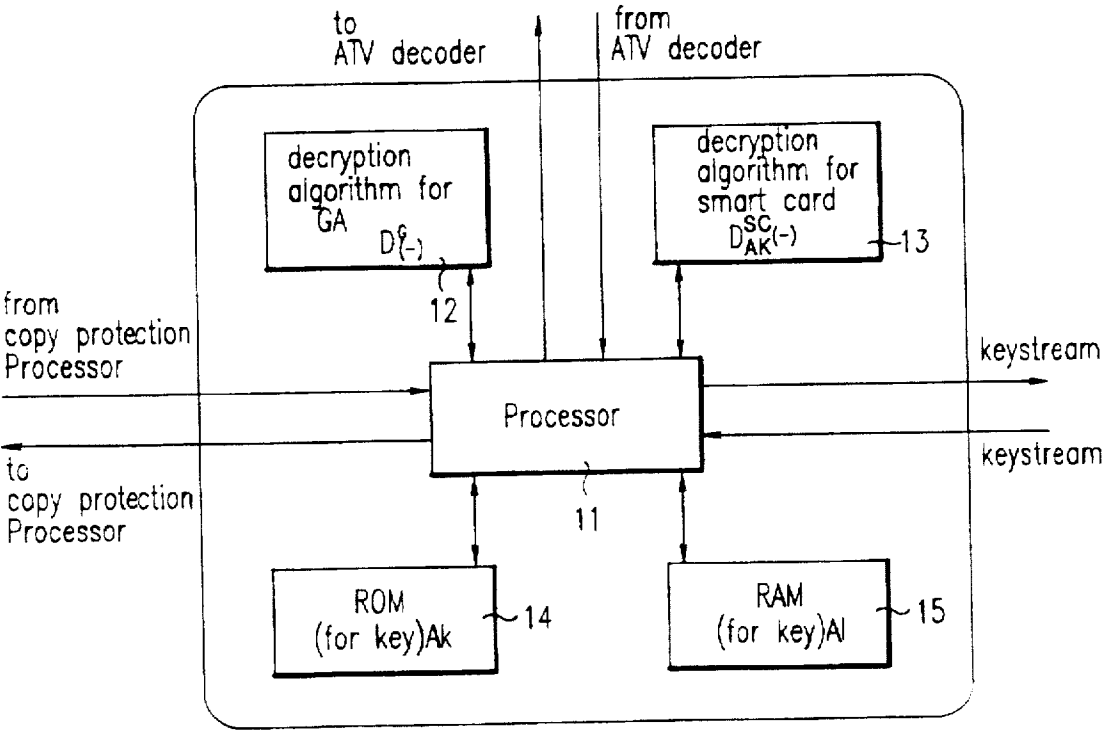 to
ATV decoder
from
ATV decoder
decryption
algorithm for
GA
D^G_(-)
12
decryption
algorithm for
smart card
D^SC_AK(-)
13
from
copy protection
Processor
keystream
Processor
keystream
to
copy protection
Processor
11
ROM
(for key)Ak
14
RAM
(for key)Al
15